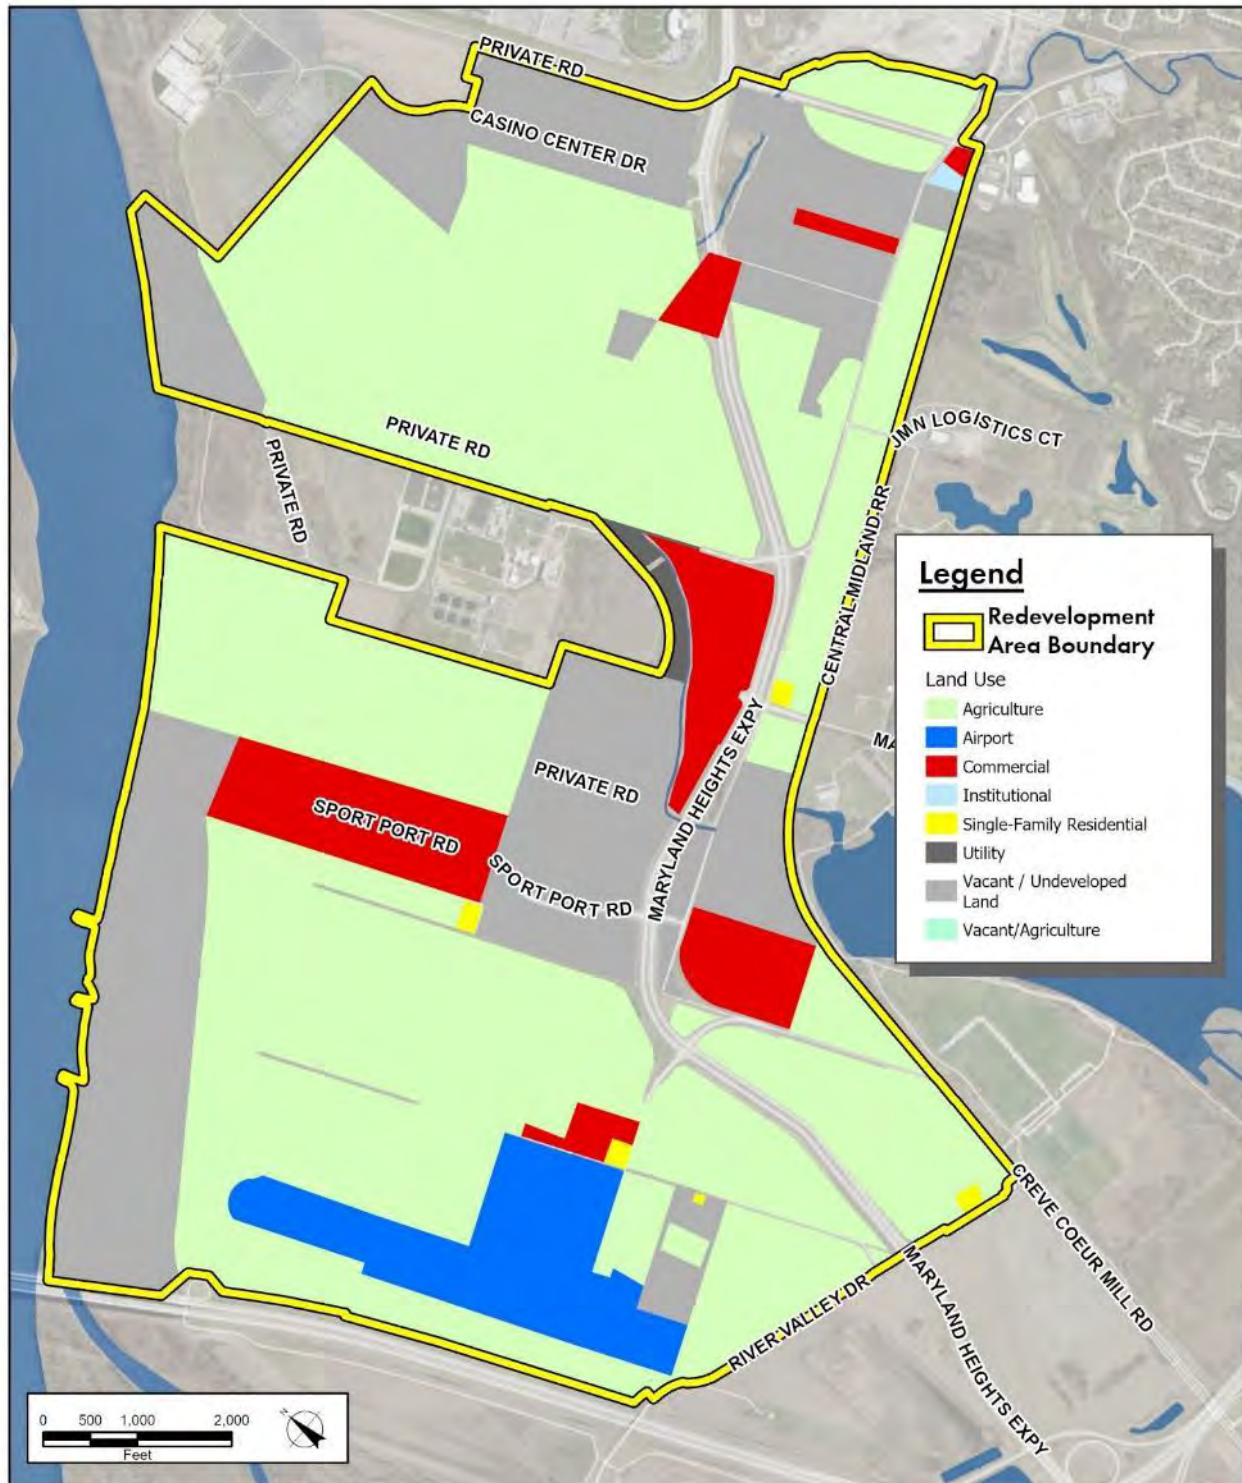 PRIVATE RD
CASINO CENTER DR
PRIVATE RD
PRIVATE RD
JMN LOGISTICS CT
CENTRAL MIDLAND RR
Legend
Redevelopment
Area Boundary
Land Use
Agriculture
Airport
Commercial
Institutional
Single-Family Residential
Utility
Vacant / Undeveloped
Land
Vacant/Agriculture
MA
MARYLAND HEIGHTS EXPY
PRIVATE RD
SPORT PORT RD
SPORT PORT RD
CREVE COEUR MILL RD
RIVER VALLEY DR
MARYLAND HEIGHTS EXPY
0 500 1,000 2,000
Feet
N